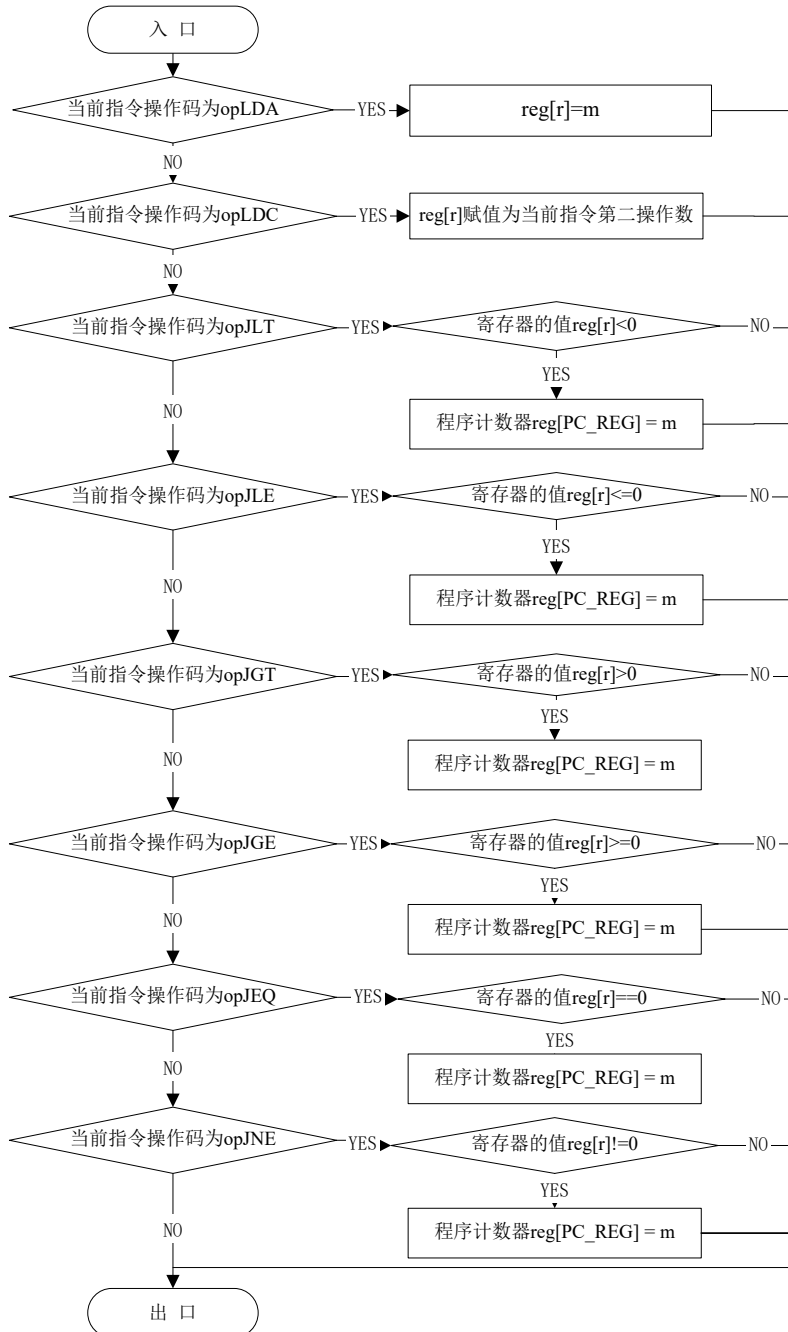 入 口
当前指令操作码为opLDA
YES
reg[r]=m
NO
当前指令操作码为opLDC
YES
reg[r]赋值为当前指令第二操作数
NO
当前指令操作码为opJLT
YES
寄存器的值reg[r]<0
NO
YES
程序计数器reg[PC_REG] = m
NO
当前指令操作码为opJLE
YES
寄存器的值reg[r]<=0
NO
YES
程序计数器reg[PC_REG] = m
NO
当前指令操作码为opJGT
YES
寄存器的值reg[r]>0
NO
YES
程序计数器reg[PC_REG] = m
NO
当前指令操作码为opJGE
YES
寄存器的值reg[r]>=0
NO
YES
程序计数器reg[PC_REG] = m
NO
当前指令操作码为opJEQ
YES
寄存器的值reg[r]==0
NO
YES
程序计数器reg[PC_REG] = m
NO
当前指令操作码为opJNE
YES
寄存器的值reg[r]!=0
NO
YES
程序计数器reg[PC_REG] = m
NO
出 口